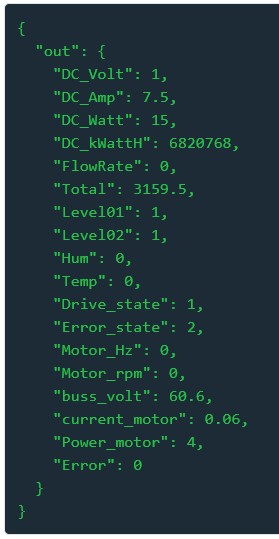 {
  "out": {
    "DC_Volt": 1,
    "DC_Amp": 7.5,
    "DC_Watt": 15,
    "DC_kWattH": 6820768,
    "FlowRate": 0,
    "Total": 3159.5,
    "Level01": 1,
    "Level02": 1,
    "Hum": 0,
    "Temp": 0,
    "Drive_state": 1,
    "Error_state": 2,
    "Motor_Hz": 0,
    "Motor_rpm": 0,
    "buss_volt": 60.6,
    "current_motor": 0.06,
    "Power_motor": 4,
    "Error": 0
  }
}